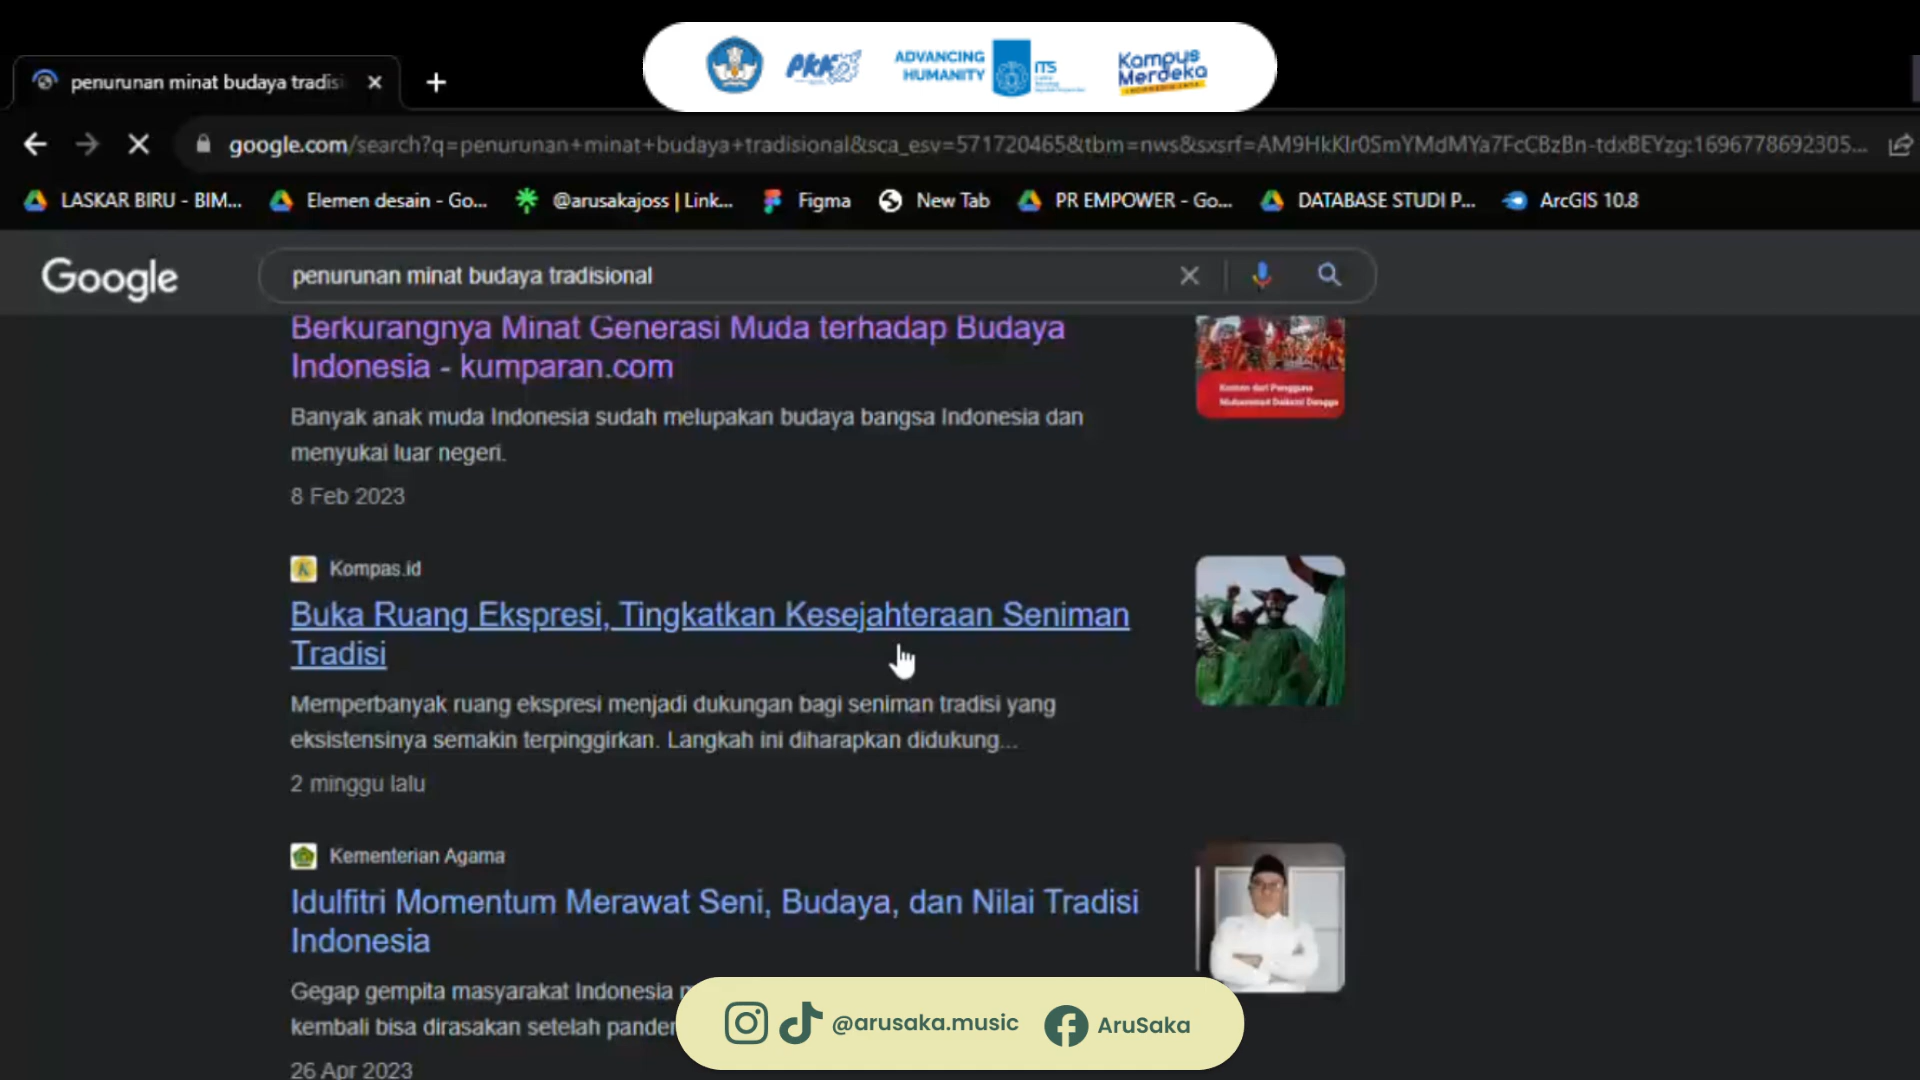 ADVANCING
HUMANITY
ITS
Kampus
Merdeka
INDONESIA JAYA
penurunan minat budaya tradisi
google.com/search?q=penurunan+minat+budaya+tradisional&sca_esv=571720465&tbm=nws&sxsrf=AM9HkKIr0SmYMdMYa7FcCBzBn-tdxBEYzg:1696778692305...
LASKAR BIRU - BIM...
Elemen desain - Go...
@arusakajoss | Link...
Figma
New Tab
PR EMPOWER - Go...
DATABASE STUDI P...
ArcGIS 10.8
Google
penurunan minat budaya tradisional
Berkurangnya Minat Generasi Muda terhadap Budaya
Indonesia - kumparan.com
Banyak anak muda Indonesia sudah melupakan budaya bangsa Indonesia dan
menyukai luar negeri.
8 Feb 2023
Konten dari Pengguna
Kompas.id
Buka Ruang Ekspresi, Tingkatkan Kesejahteraan Seniman
Tradisi
Memperbanyak ruang ekspresi menjadi dukungan bagi seniman tradisi yang
eksistensinya semakin terpinggirkan. Langkah ini diharapkan didukung...
2 minggu lalu
Kementerian Agama
Idulfitri Momentum Merawat Seni, Budaya, dan Nilai Tradisi
Indonesia
Gegap gempita masyarakat Indonesia
kembali bisa dirasakan setelah pande
26 Apr 2023
@arusaka.music
AruSaka